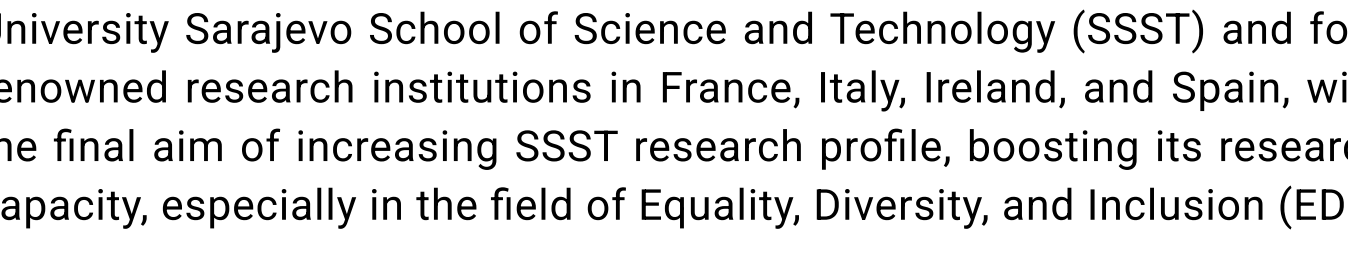 University Sarajevo School of Science and Technology (SSST) and fo
enowned research institutions in France, Italy, Ireland, and Spain, wi
he final aim of increasing SSST research profile, boosting its researc
apacity, especially in the field of Equality, Diversity, and Inclusion (ED